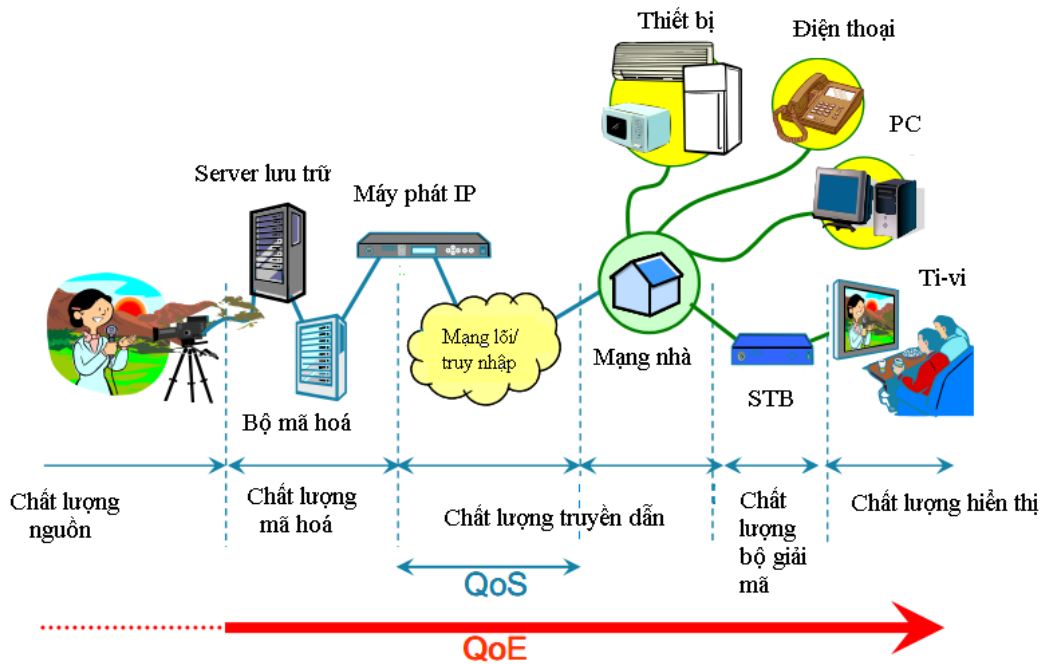 Thiết bị
Điện thoại
PC
Server lưu trữ
Máy phát IP
Ti-vi
Mạng lõi/
truy nhập
Mạng nhà
STB
Bộ mã hoá
Chất lượng
nguồn
Chất lượng
mã hoá
Chất lượng truyền dẫn
Chất
lượng
bộ giải
mã
Chất lượng hiển thị
QoS
QoE